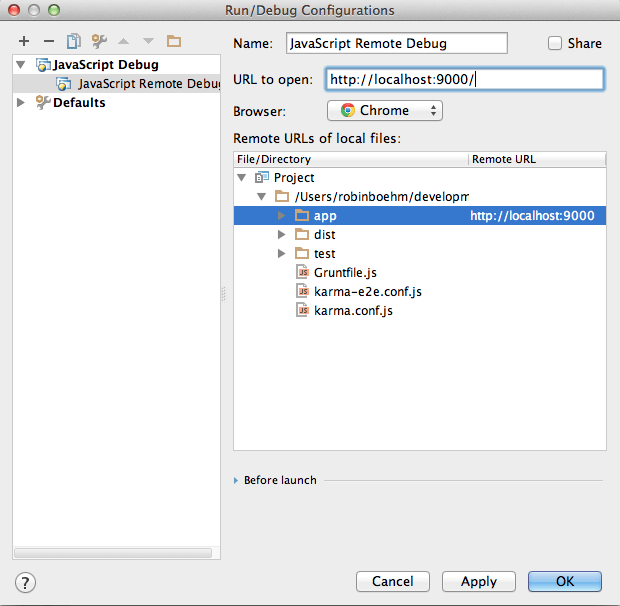 Run/Debug Configurations
Name: JavaScript Remote Debug Share
JavaScript Debug
JavaScript Remote Debug
Defaults
URL to open: http://localhost:9000/
Browser: Chrome
Remote URLs of local files:
File/Directory Remote URL
Project
/Users/robinboehm/developm
app http://localhost:9000
dist
test
Gruntfile.js
karma-e2e.conf.js
karma.conf.js
Before launch
? Cancel Apply OK